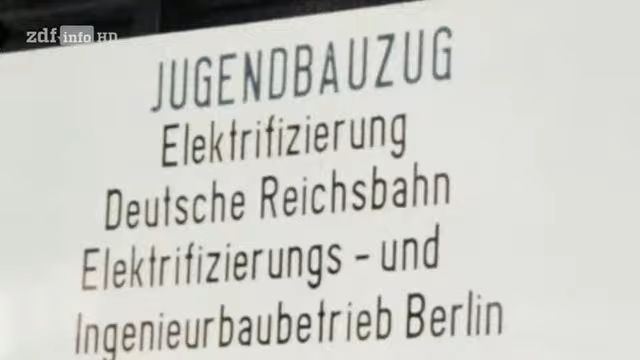 zdf-info HD
JUGENDBAUZUG
Elektrifizierung
Deutsche Reichsbahn
Elektrifizierungs - und
Ingenieurbaubetrieb Berlin